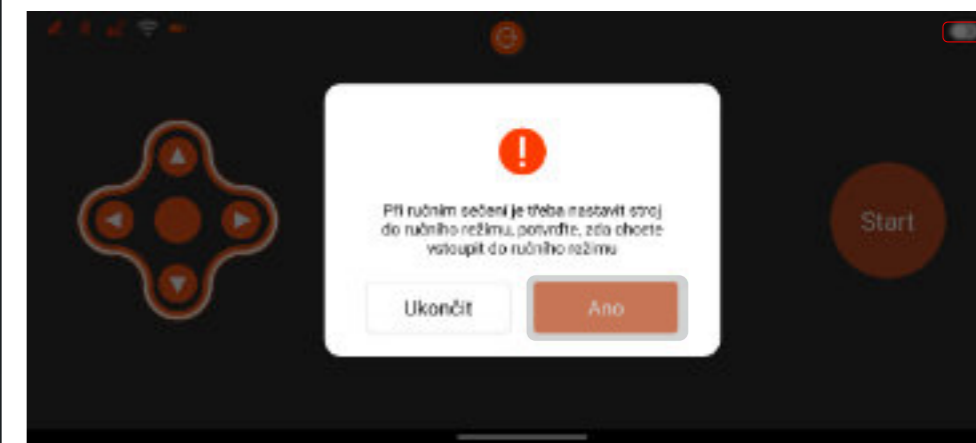 Při ručním sečení je třeba nastavit stroj
do ručního režimu, potvrďte, zda chcete
vstoupit do ručního režimu
Ukončit
Ano
Start